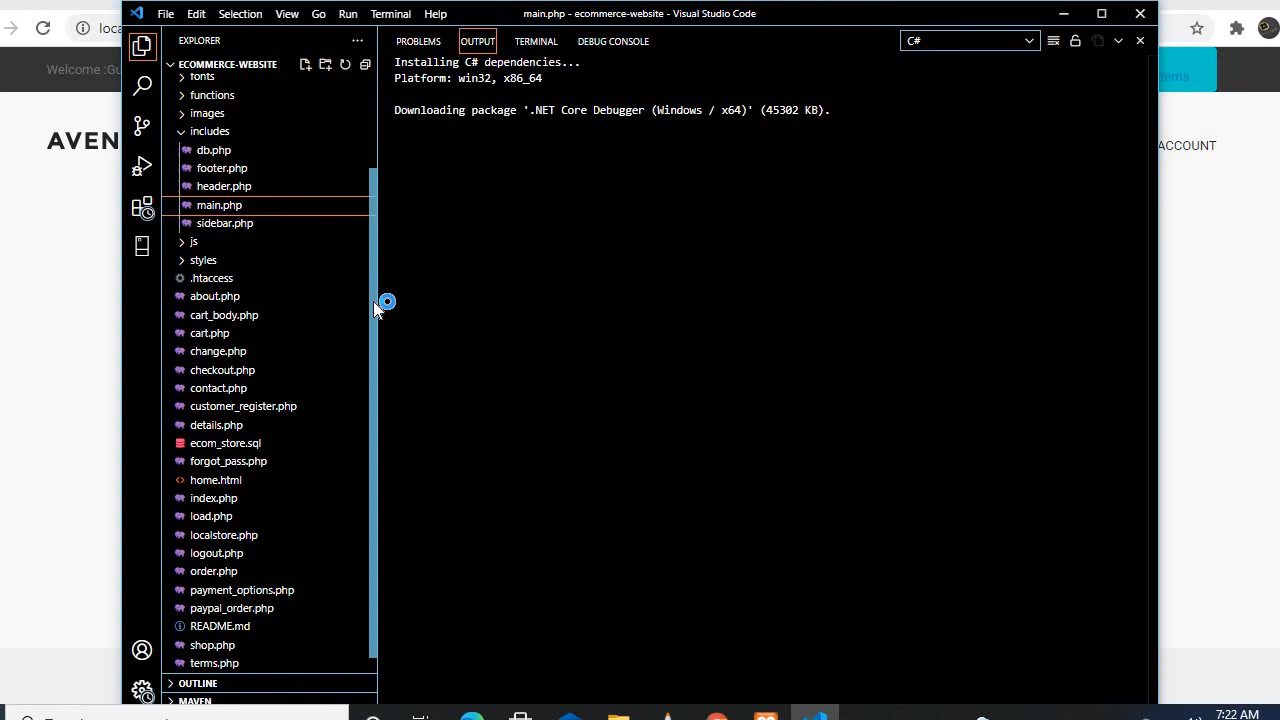 File Edit Selection View Go Run Terminal Help
main.php - ecommerce-website - Visual Studio Code
loca
Welcome :Gu
tems
AVEN
ACCOUNT
EXPLORER
ECOMMERCE-WEBSITE
fonts
functions
images
includes
db.php
footer.php
header.php
main.php
sidebar.php
js
styles
.htaccess
about.php
cart_body.php
cart.php
change.php
checkout.php
contact.php
customer_register.php
details.php
ecom_store.sql
forgot_pass.php
home.html
index.php
load.php
localstore.php
logout.php
order.php
payment_options.php
paypal_order.php
README.md
shop.php
terms.php
OUTLINE
MAVEN
PROBLEMS OUTPUT TERMINAL DEBUG CONSOLE
C#
Installing C# dependencies...
Platform: win32, x86_64
Downloading package '.NET Core Debugger (Windows / x64)' (45302 KB).
7:22 AM